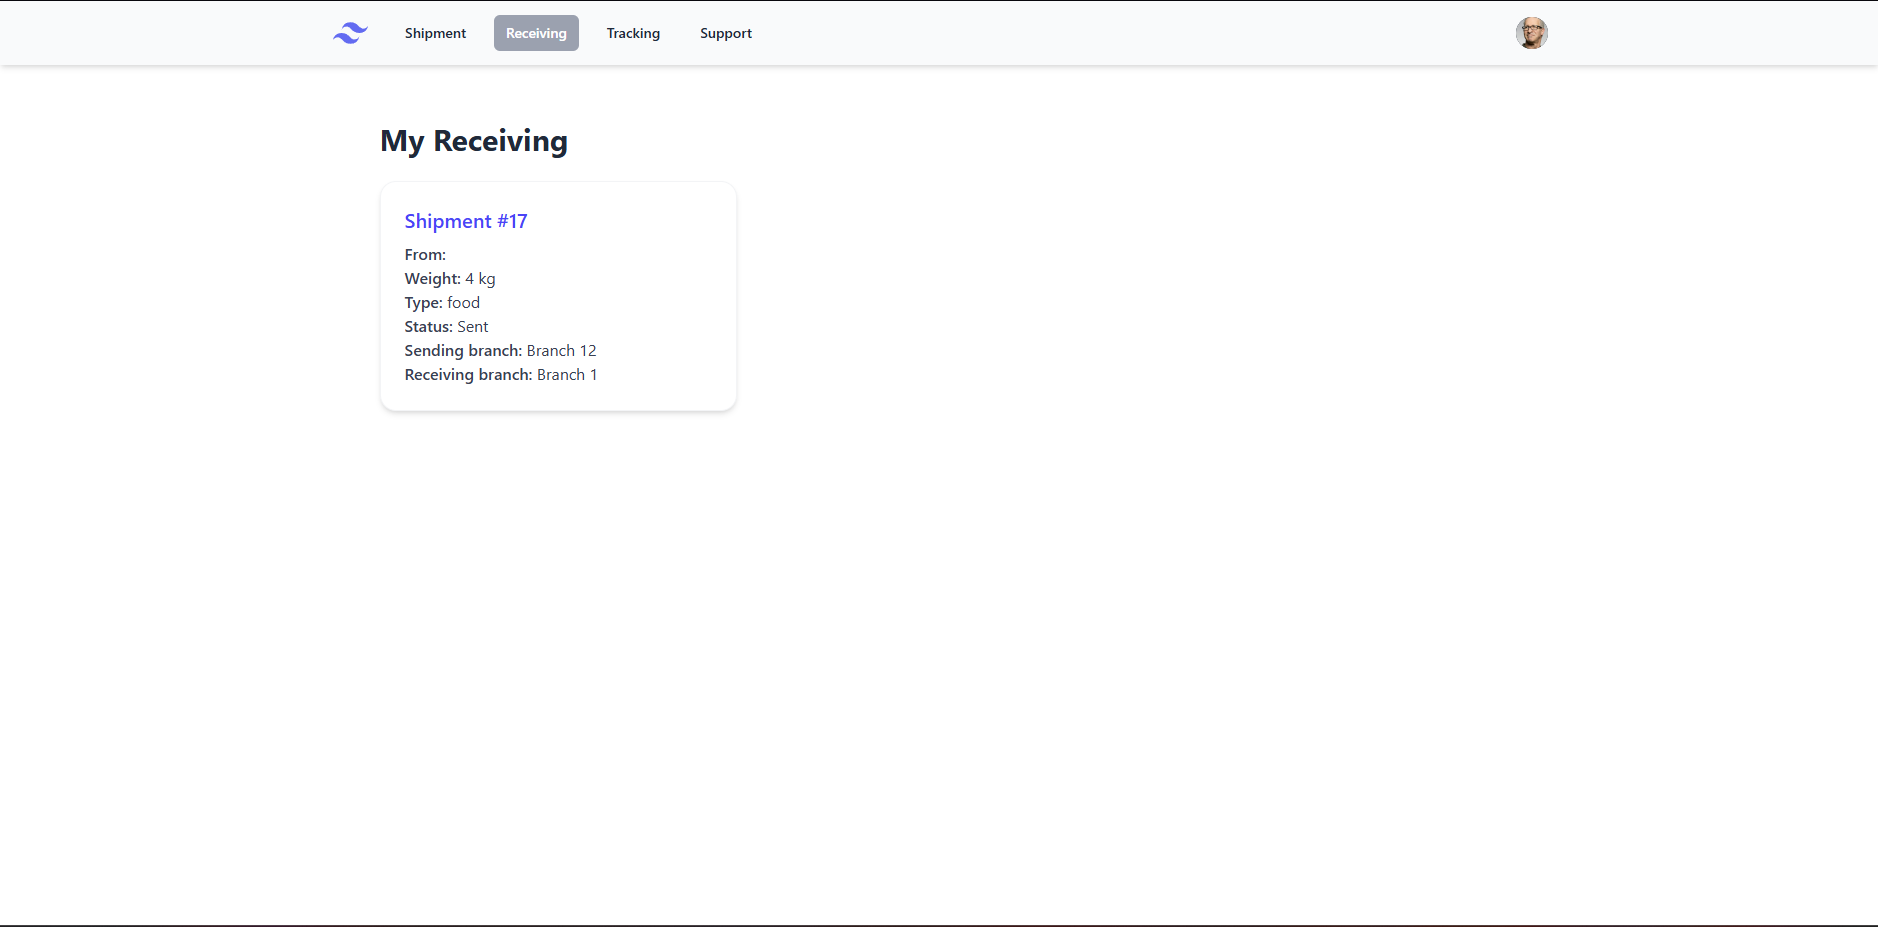 Shipment Receiving Tracking Support
My Receiving
Shipment #17
From:
Weight: 4 kg
Type: food
Status: Sent
Sending branch: Branch 12
Receiving branch: Branch 1